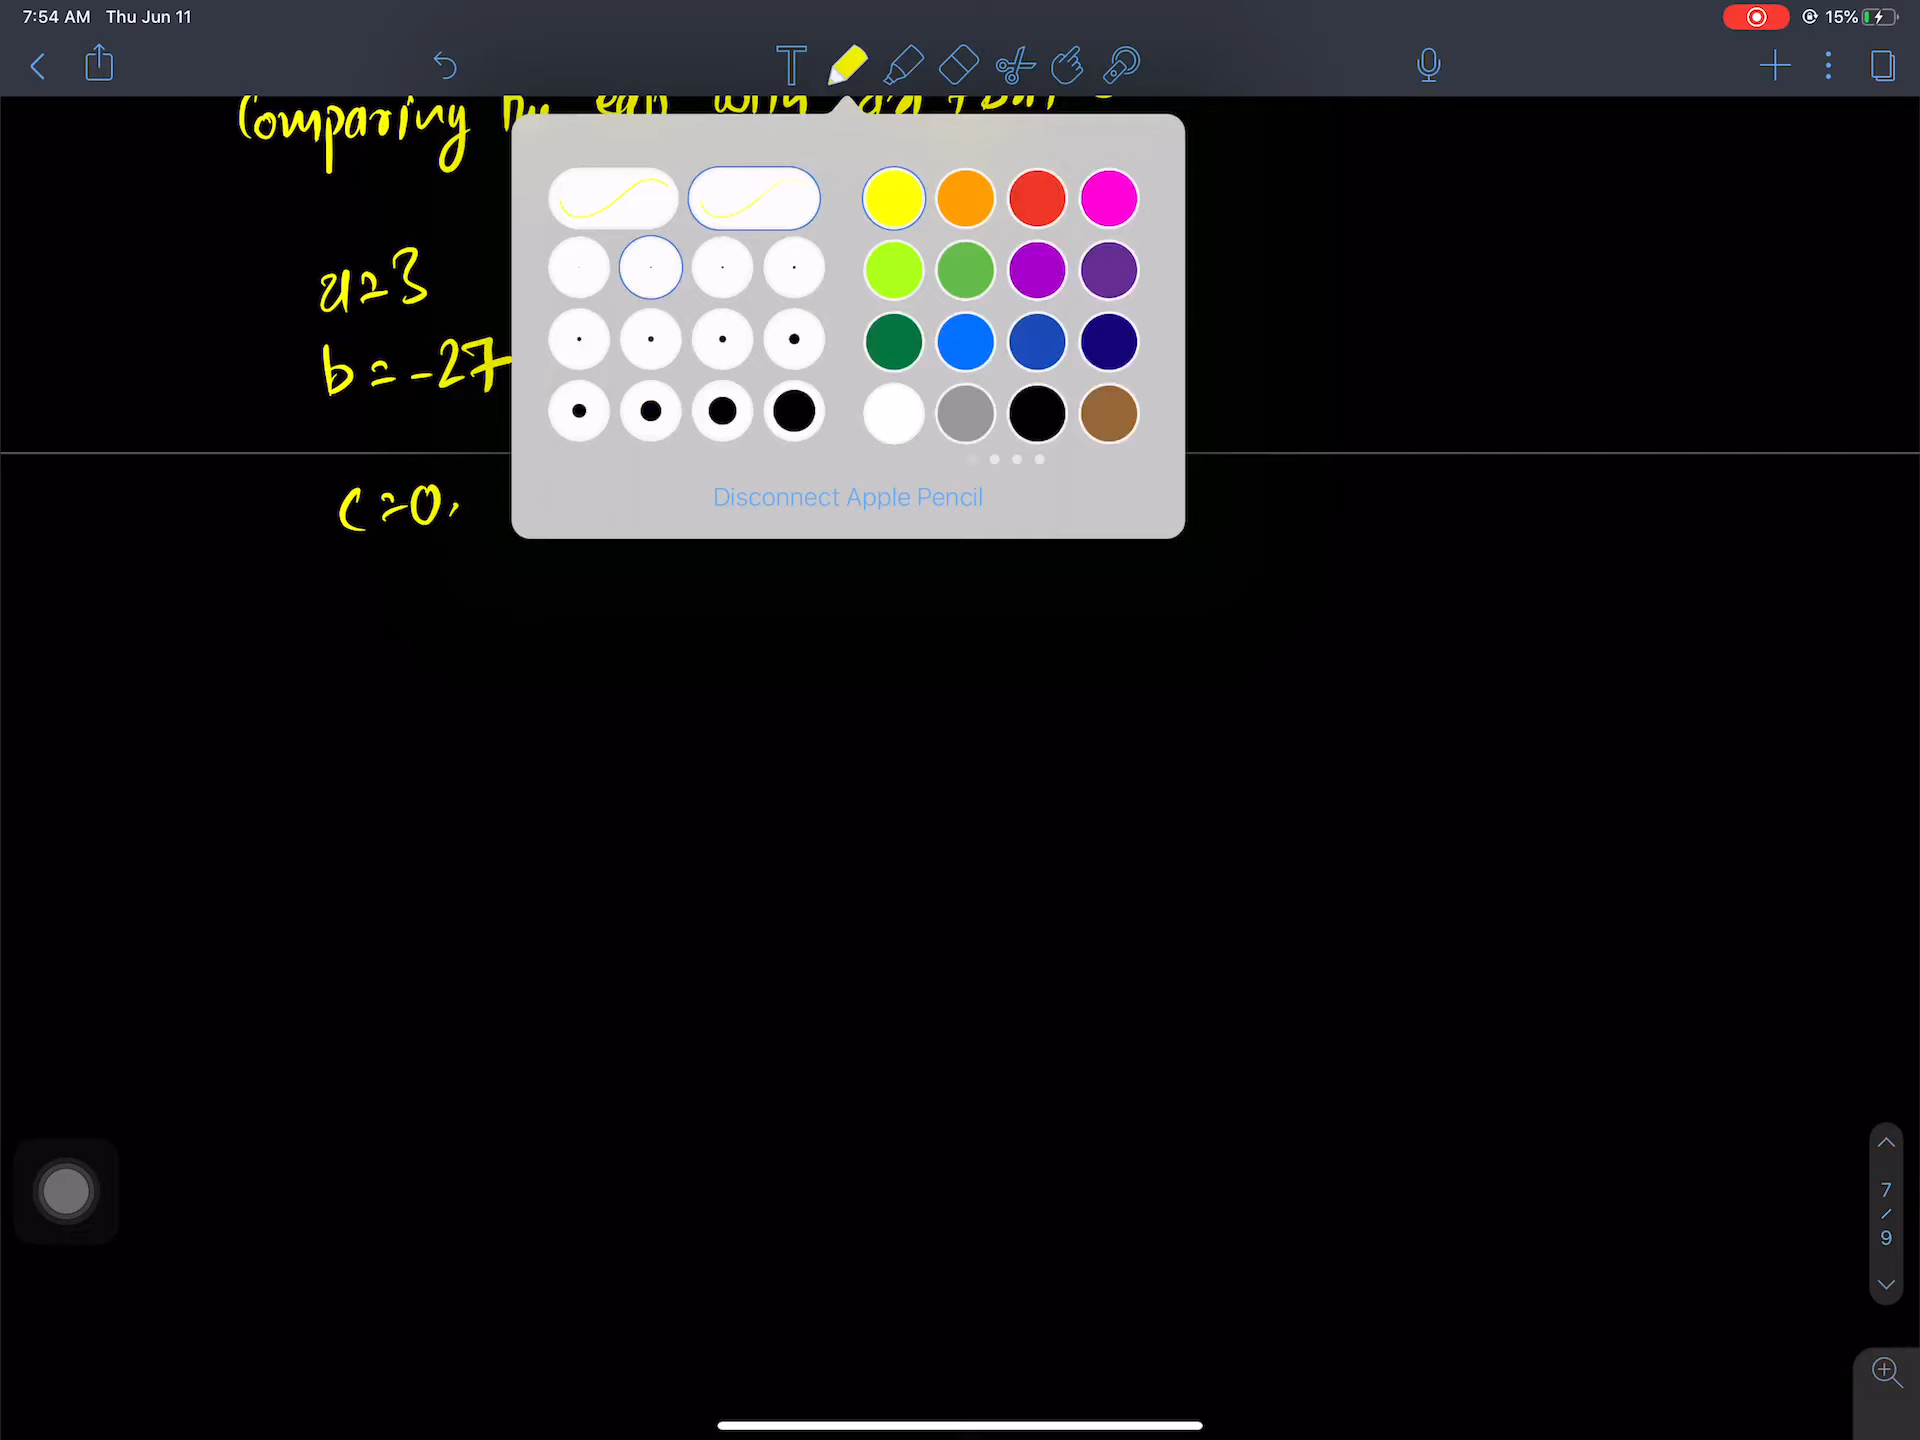 7:54 AM Thu Jun 11
15%
T
Comparing
a=3
b=-27
c=0.
Disconnect Apple Pencil
7
/
9